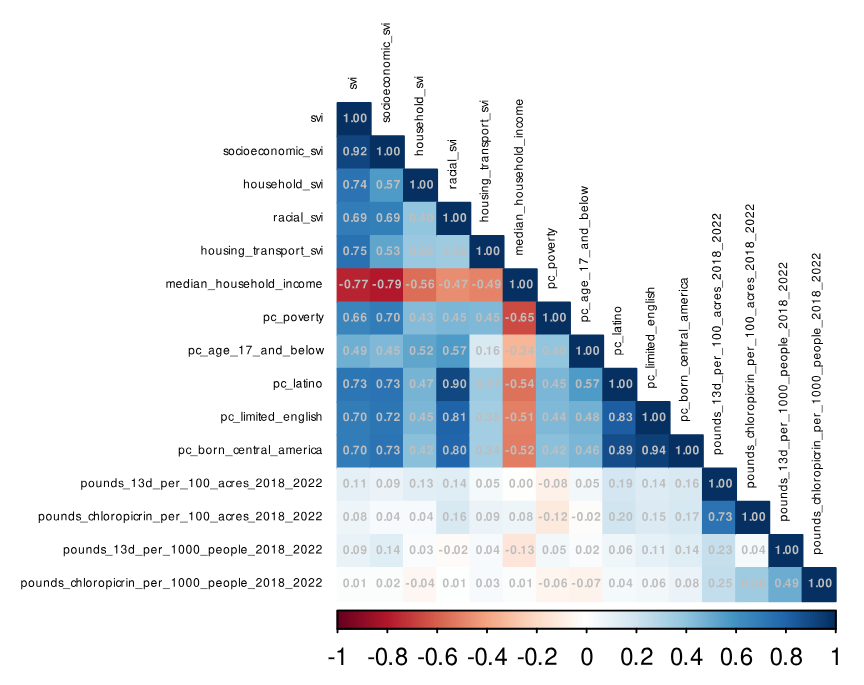 svi
socioeconomic_svi
household_svi
racial_svi
housing_transport_svi
median_household_income
pc_poverty
pc_age_17_and_below
pc_latino
pc_limited_english
pc_born_central_america
pounds_13d_per_100_acres_2018_2022
pounds_chloropicrin_per_100_acres_2018_2022
pounds_13d_per_1000_people_2018_2022
pounds_chloropicrin_per_1000_people_2018_2022
svi 1.00
socioeconomic_svi 0.92 1.00
household_svi 0.74 0.57 1.00
racial_svi 0.69 0.69 1.00
housing_transport_svi 0.75 0.53 1.00
median_household_income -0.77 -0.79 -0.56 -0.47 -0.49 1.00
pc_poverty 0.66 0.70 0.43 0.45 0.45 -0.65 1.00
pc_age_17_and_below 0.49 0.45 0.52 0.57 0.16 1.00
pc_latino 0.73 0.73 0.47 0.90 -0.54 0.45 0.57 1.00
pc_limited_english 0.70 0.72 0.45 0.81 -0.51 0.44 0.48 0.83 1.00
pc_born_central_america 0.70 0.73 0.42 0.80 -0.52 0.42 0.46 0.89 0.94 1.00
pounds_13d_per_100_acres_2018_2022 0.11 0.09 0.13 0.14 0.05 0.00 -0.08 0.05 0.19 0.14 0.16 1.00
pounds_chloropicrin_per_100_acres_2018_2022 0.08 0.04 0.04 0.16 0.09 0.08 -0.12 -0.02 0.20 0.15 0.17 0.73 1.00
pounds_13d_per_1000_people_2018_2022 0.09 0.14 0.03 -0.02 0.04 -0.13 0.05 0.02 0.06 0.11 0.14 0.23 0.04 1.00
pounds_chloropicrin_per_1000_people_2018_2022 0.01 0.02 -0.04 0.01 0.03 0.01 -0.06 -0.07 0.04 0.06 0.08 0.25 0.49 1.00
-1 -0.8 -0.6 -0.4 -0.2 0 0.2 0.4 0.6 0.8 1